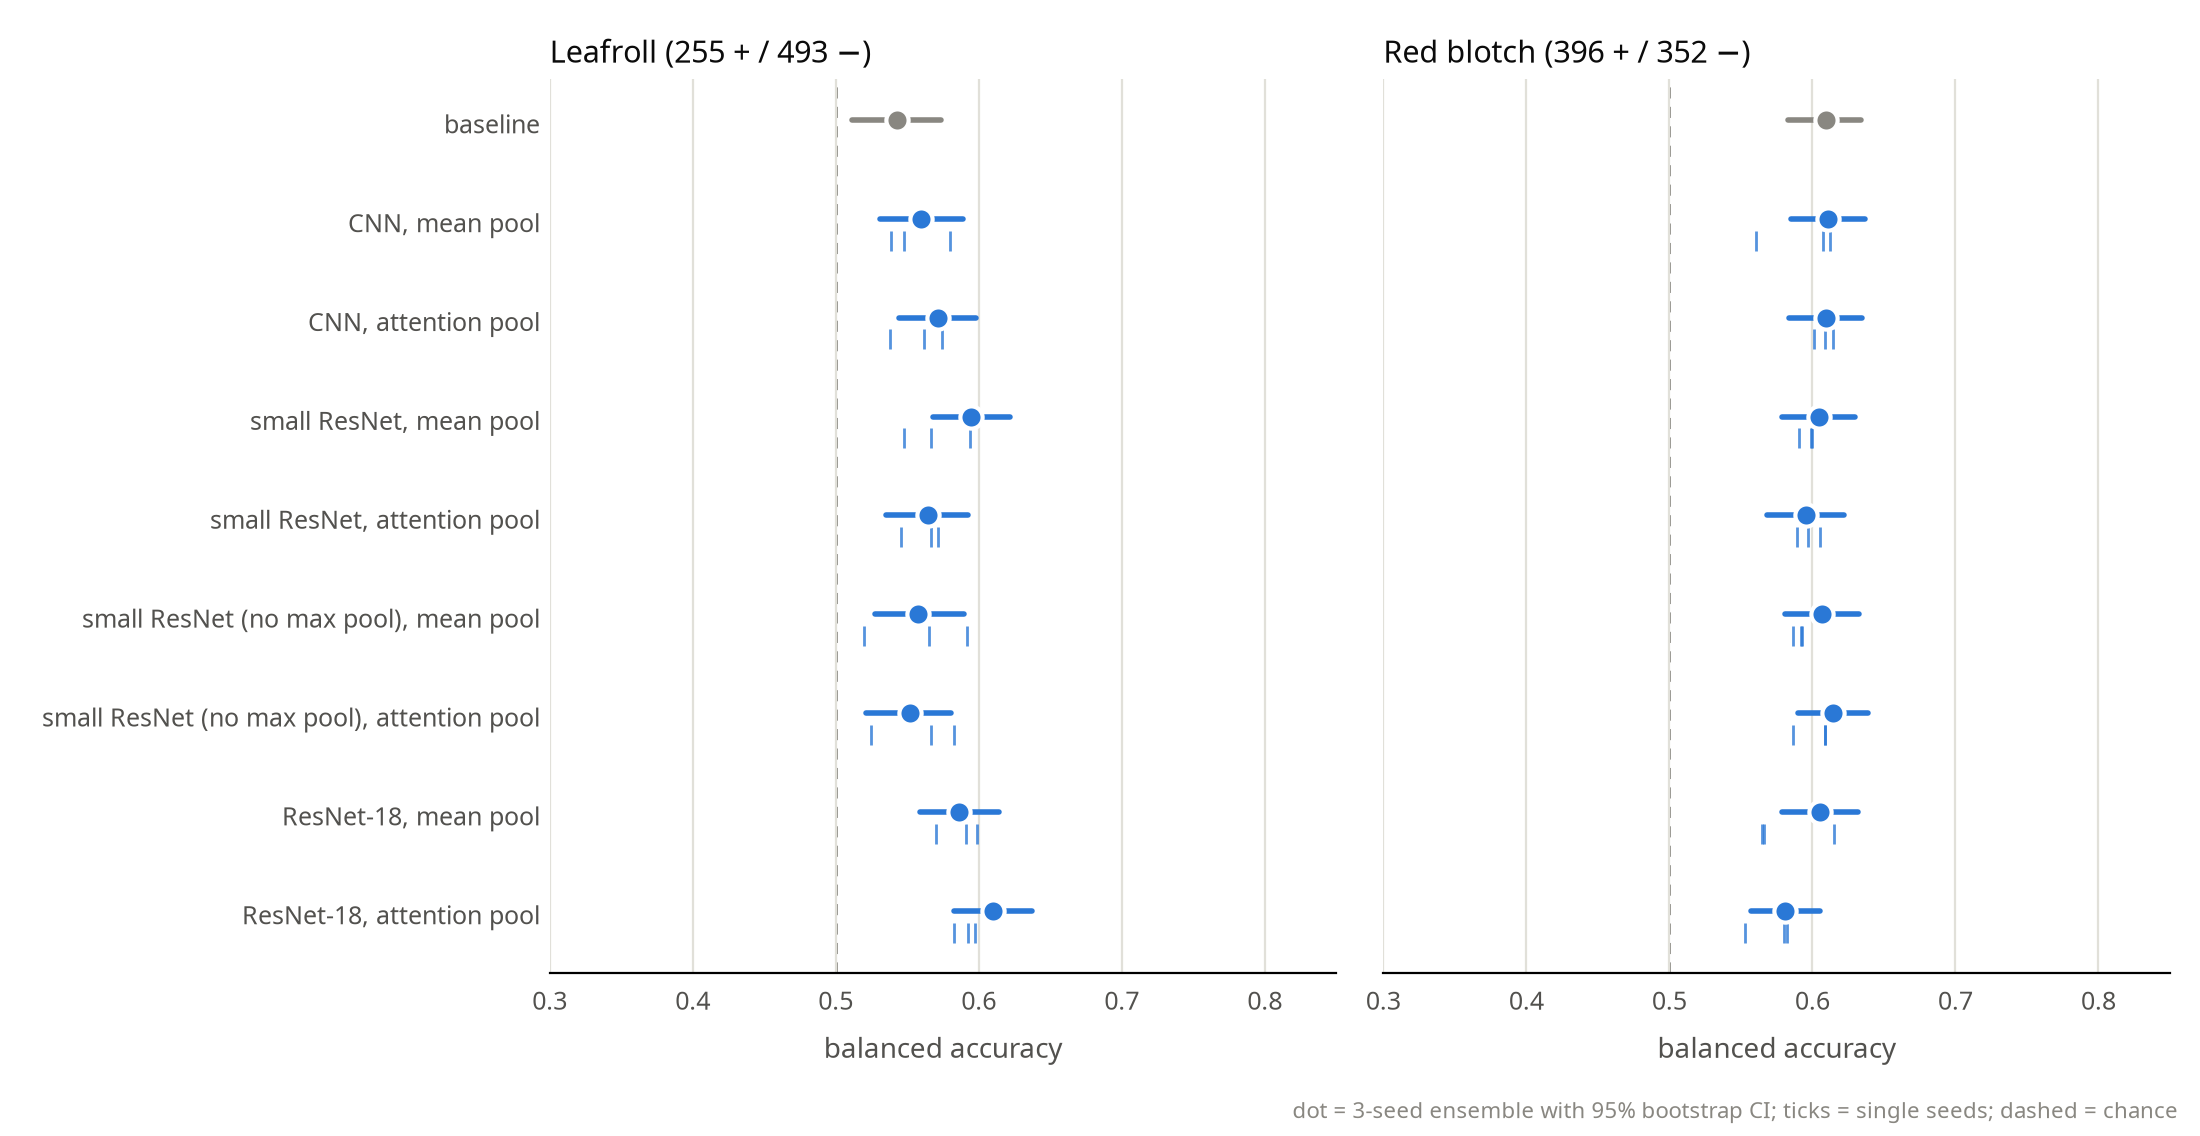 Leafroll (255 + / 493 −)
Red blotch (396 + / 352 −)
baseline
CNN, mean pool
CNN, attention pool
small ResNet, mean pool
small ResNet, attention pool
small ResNet (no max pool), mean pool
small ResNet (no max pool), attention pool
ResNet-18, mean pool
ResNet-18, attention pool
0.3 0.4 0.5 0.6 0.7 0.8
0.3 0.4 0.5 0.6 0.7 0.8
balanced accuracy
balanced accuracy
dot = 3-seed ensemble with 95% bootstrap CI; ticks = single seeds; dashed = chance